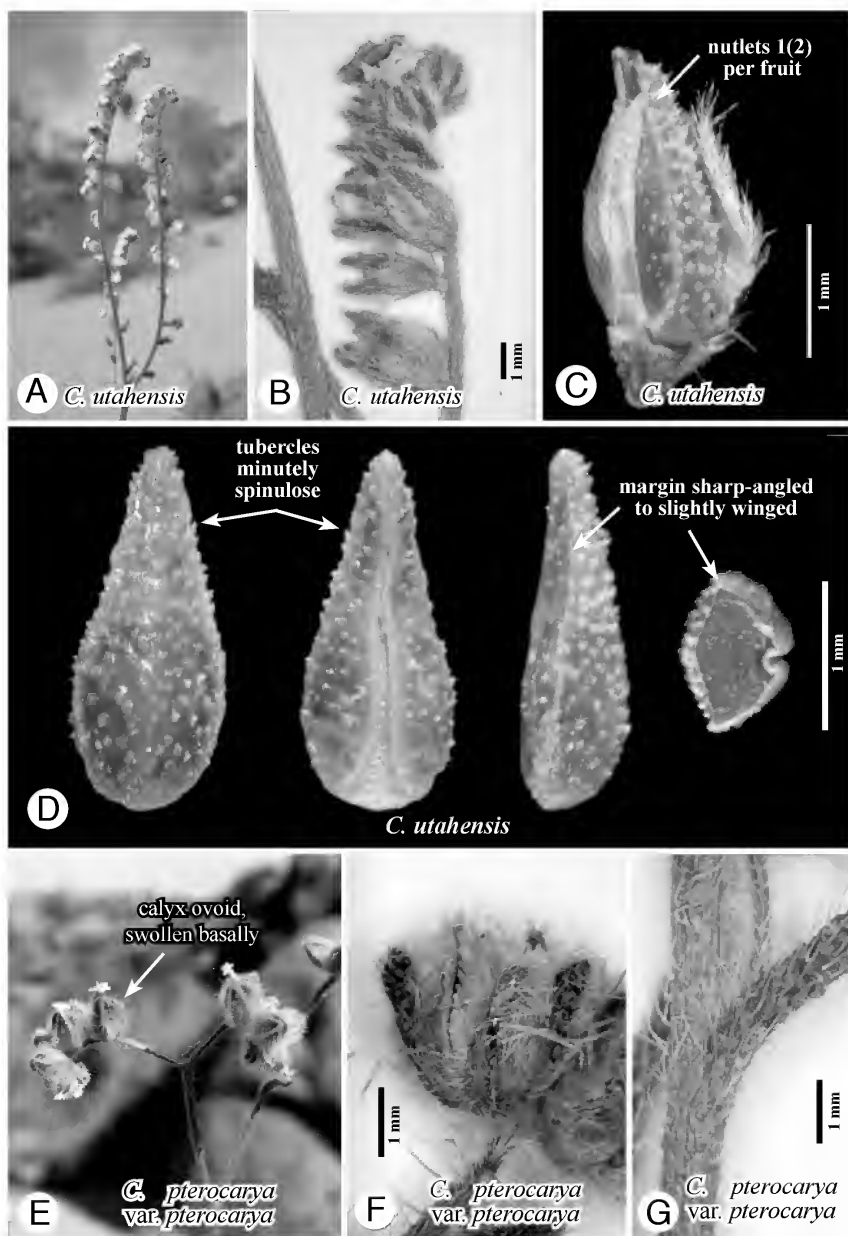 nutlets 1(2)
per fruit
1 mm
A
C. utahensis
B
1 mm
C. utahensis
C
C. utahensis
tubercles
minutely
spinulose
margin sharp-angled
to slightly winged
1 mm
D
C. utahensis
calyx ovoid,
swollen basally
E
C. pterocarya
var. pterocarya
1 mm
F
C. pterocarya
var. pterocarya
1 mm
G
C. pterocarya
var. pterocarya